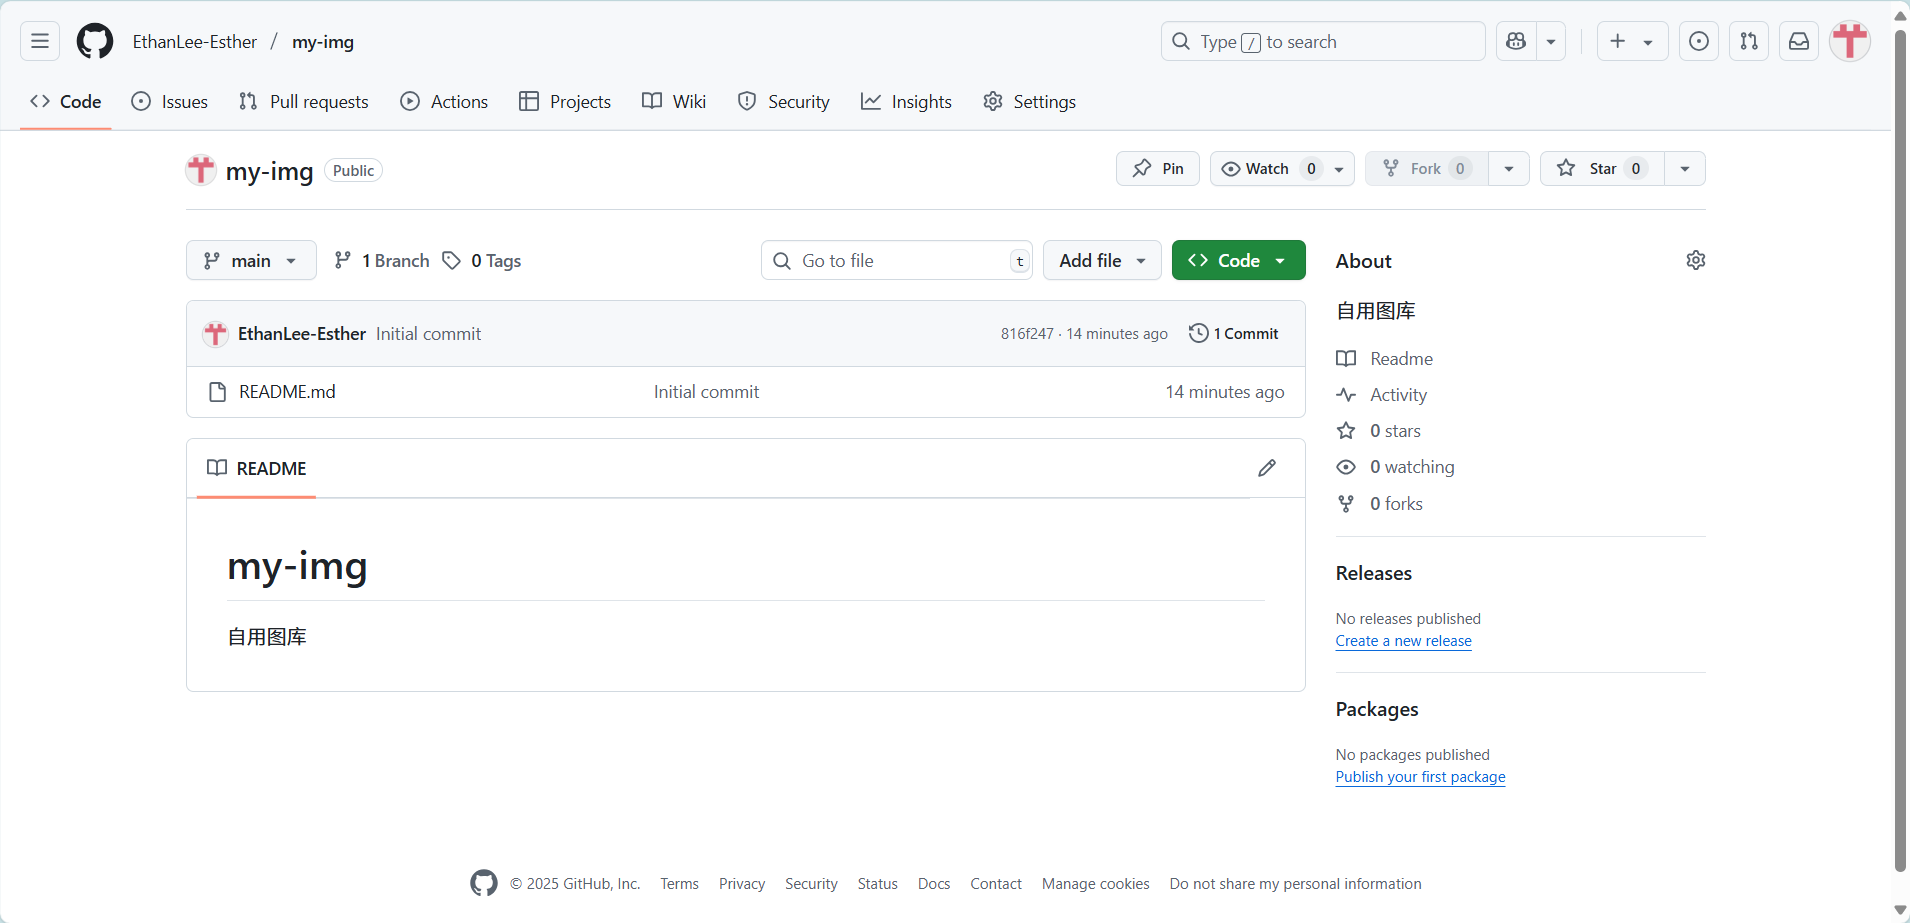 EthanLee-Esther / my-img
Type / to search
Code Issues Pull requests Actions Projects Wiki Security Insights Settings
my-img Public
Pin Watch 0 Fork 0 Star 0
main 1 Branch 0 Tags Go to file t Add file Code
EthanLee-Esther Initial commit 816f247 · 14 minutes ago 1 Commit
README.md Initial commit 14 minutes ago
README
my-img
自用图库
About
自用图库
Readme
Activity
0 stars
0 watching
0 forks
Releases
No releases published
Create a new release
Packages
No packages published
Publish your first package
© 2025 GitHub, Inc. Terms Privacy Security Status Docs Contact Manage cookies Do not share my personal information